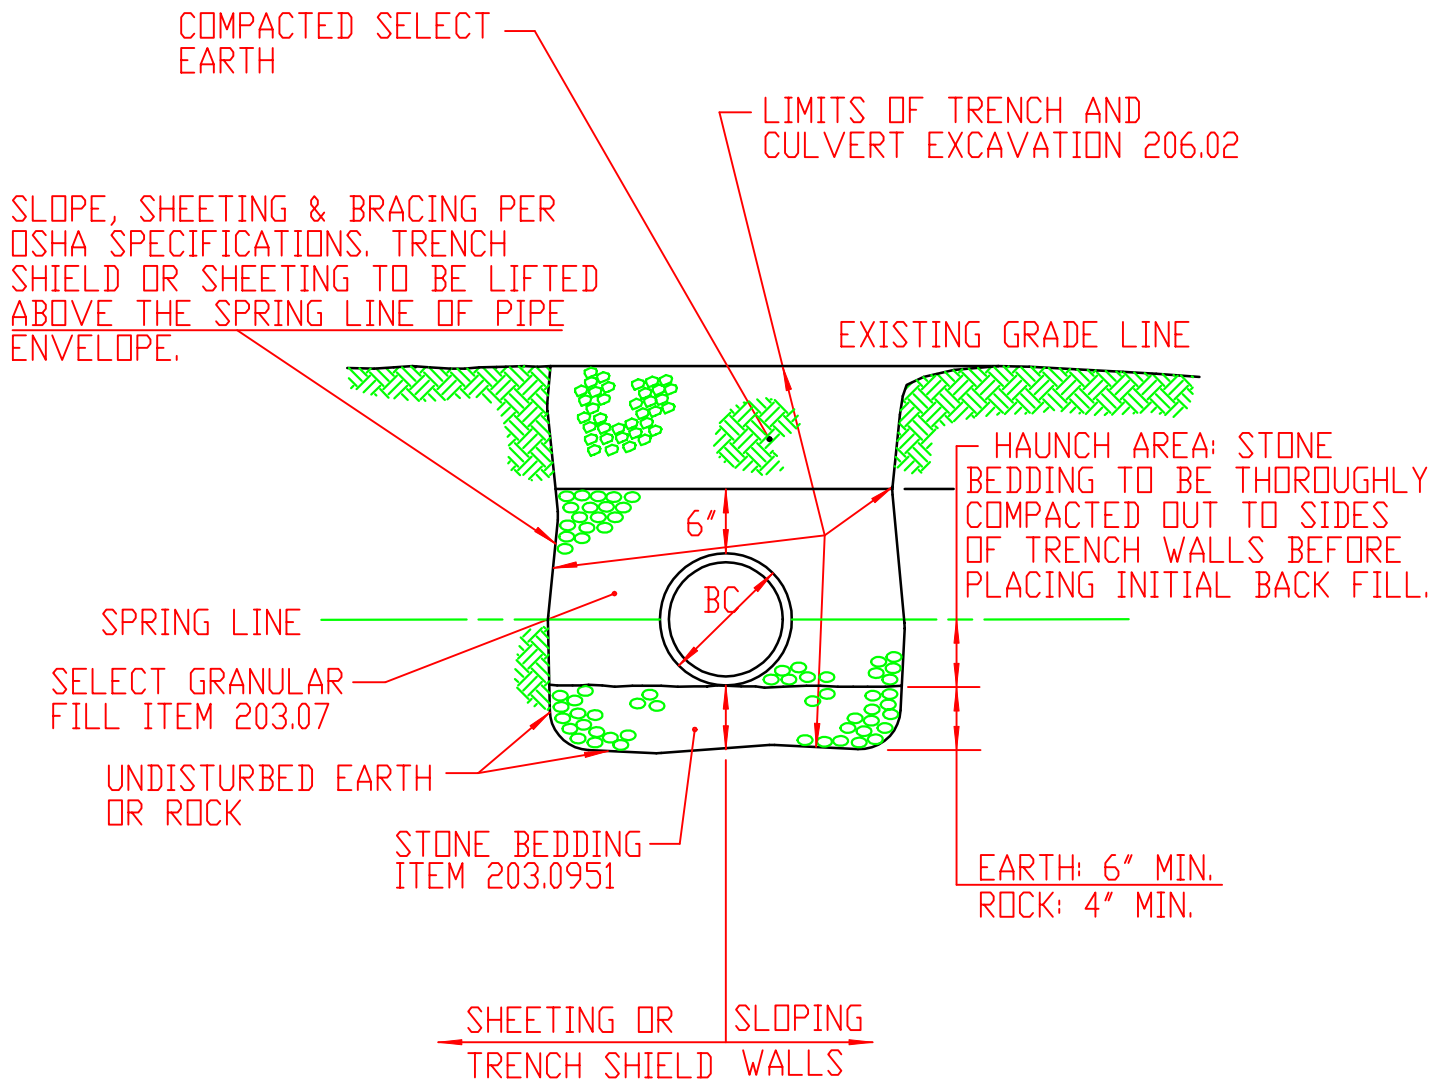 COMPACTED SELECT
EARTH
LIMITS OF TRENCH AND
CULVERT EXCAVATION 206.02
SLOPE, SHEETING & BRACING PER
OSHA SPECIFICATIONS. TRENCH
SHIELD OR SHEETING TO BE LIFTED
ABOVE THE SPRING LINE OF PIPE
ENVELOPE.
EXISTING GRADE LINE
HAUNCH AREA: STONE
BEDDING TO BE THOROUGHLY
COMPACTED OUT TO SIDES
OF TRENCH WALLS BEFORE
PLACING INITIAL BACK FILL.
6"
BC
SPRING LINE
SELECT GRANULAR
FILL ITEM 203.07
UNDISTURBED EARTH
OR ROCK
STONE BEDDING
ITEM 203.0951
EARTH: 6" MIN.
ROCK: 4" MIN.
SHEETING OR
TRENCH SHIELD
SLOPING
WALLS